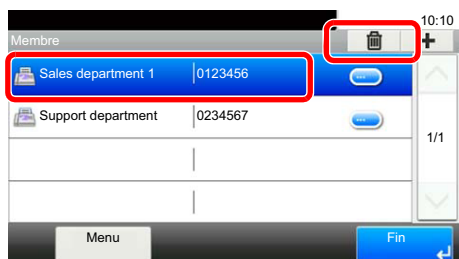 10:10
Membre
Sales department 1 0123456
Support department 0234567
1/1
Menu Fin